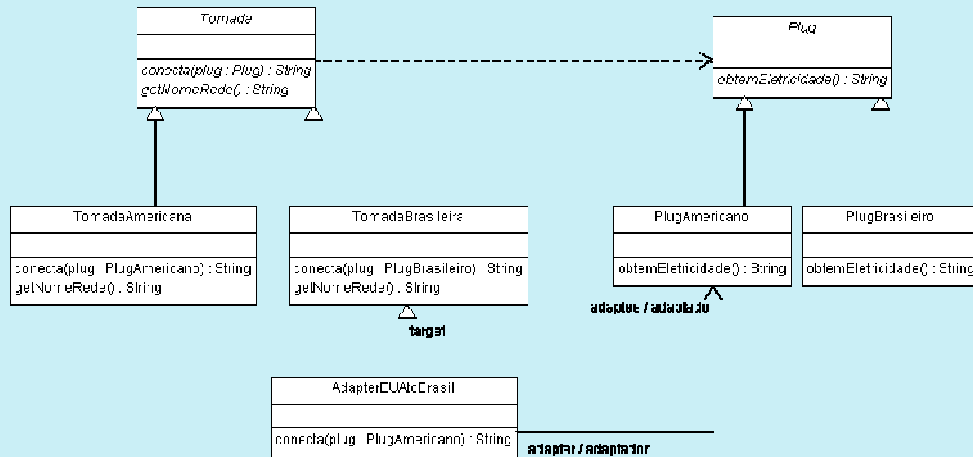 Tomada
conecta(plug : Plug) : String
getNomeRede() : String
Plug
obtemEletricidade() : String
TomadaAmericana
conecta(plug : PlugAmericano) : String
getNomeRede() : String
TomadaBrasileira
conecta(plug : PlugBrasileiro) : String
getNomeRede() : String
target
PlugAmericano
obtemEletricidade() : String
adaptee / adaptado
PlugBrasileiro
obtemEletricidade() : String
AdapterEUAtoBrasil
conecta(plug : PlugAmericano) : String
adapter / adaptador